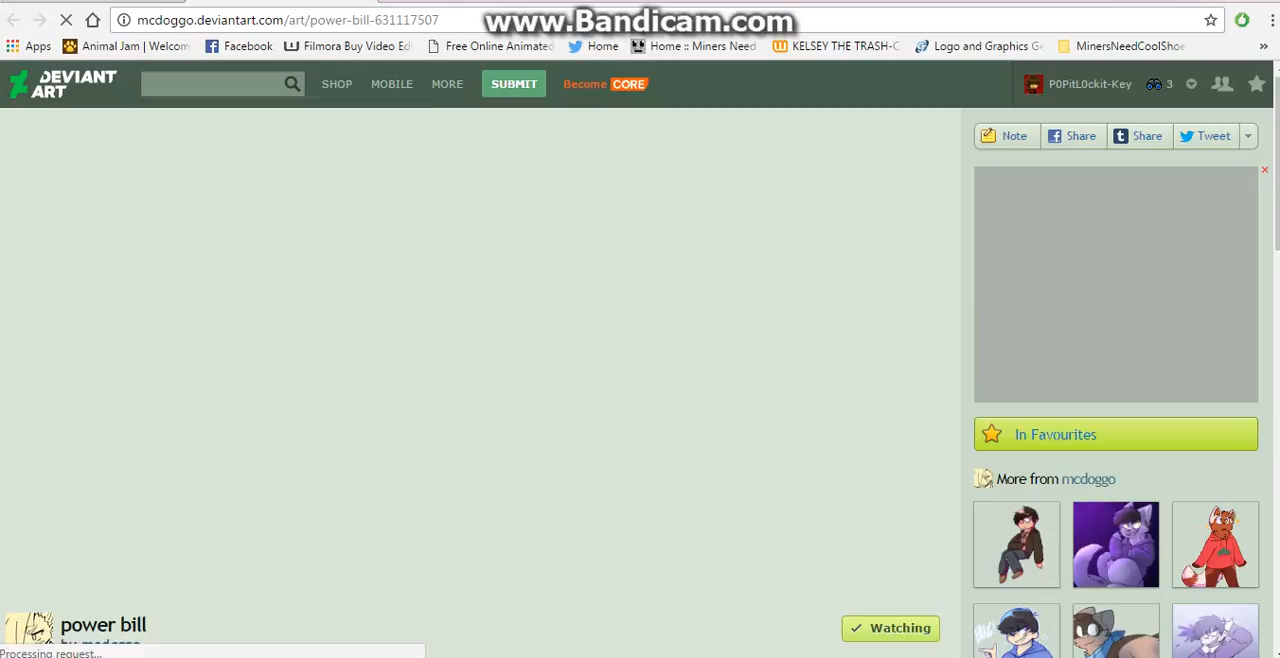 mcdoggo.deviantart.com/art/power-bill-631117507
www.Bandicam.com
Apps Animal Jam | Welcom Facebook Filmora Buy Video Ed Free Online Animated Home Home :: Miners Need KELSEY THE TRASH-C Logo and Graphics Ge MinersNeedCoolShoe »
DEVIANT ART SHOP MOBILE MORE SUBMIT Become CORE P0PitL0ckit-Key 3
Note Share Share Tweet
In Favourites
More from mcdoggo
power bill
Watching
by mcdoggo
Processing request...